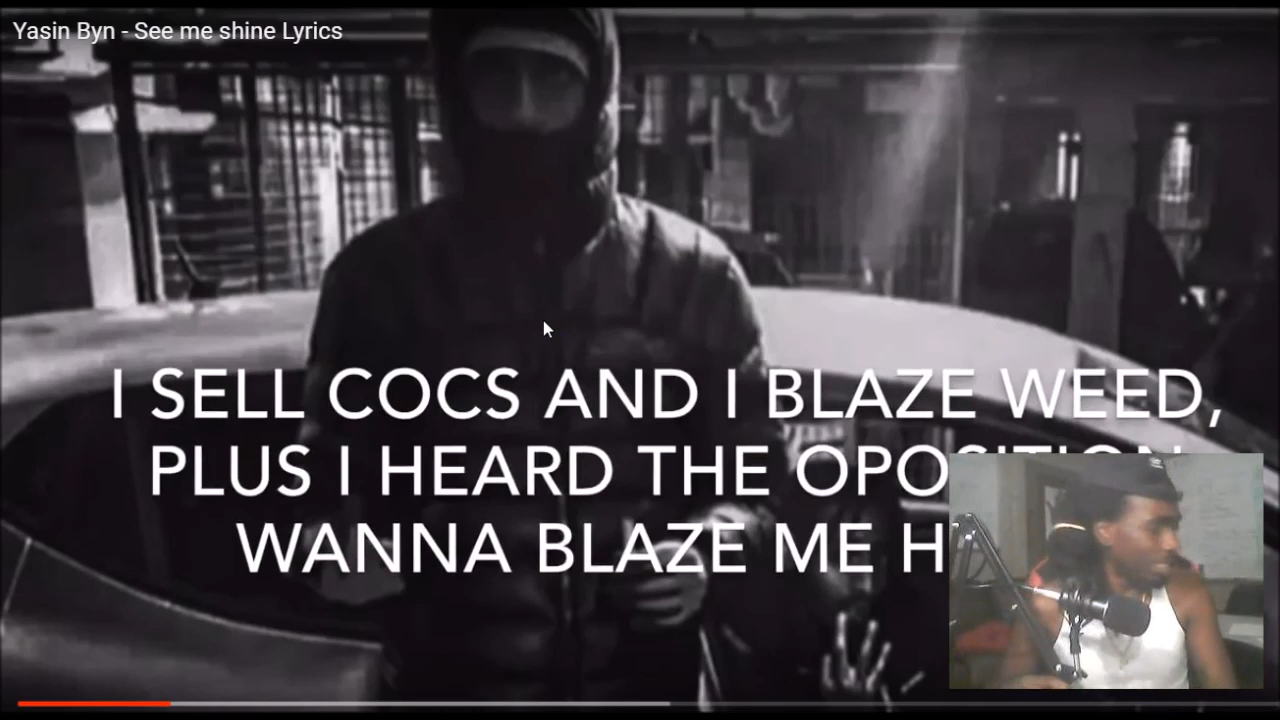 Yasin Byn - See me shine Lyrics
I SELL COCS AND I BLAZE WEED,
PLUS I HEARD THE
WANNA BLAZE ME